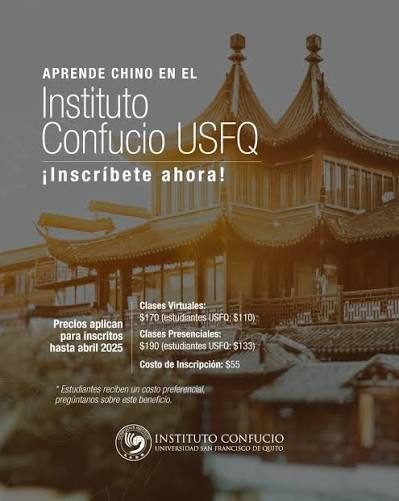 APRENDE CHINO EN EL
Instituto
Confucio USFQ
¡Inscríbete ahora!
Precios aplican
para inscritos
hasta abril 2025
Clases Virtuales:
$170 (estudiantes USFQ: $110)
Clases Presenciales:
$190 (estudiantes USFQ: $133)
Costo de Inscripción: $55
* Estudiantes reciben un costo preferencial,
pregúntanos sobre este beneficio.
INSTITUTO CONFUCIO
UNIVERSIDAD SAN FRANCISCO DE QUITO